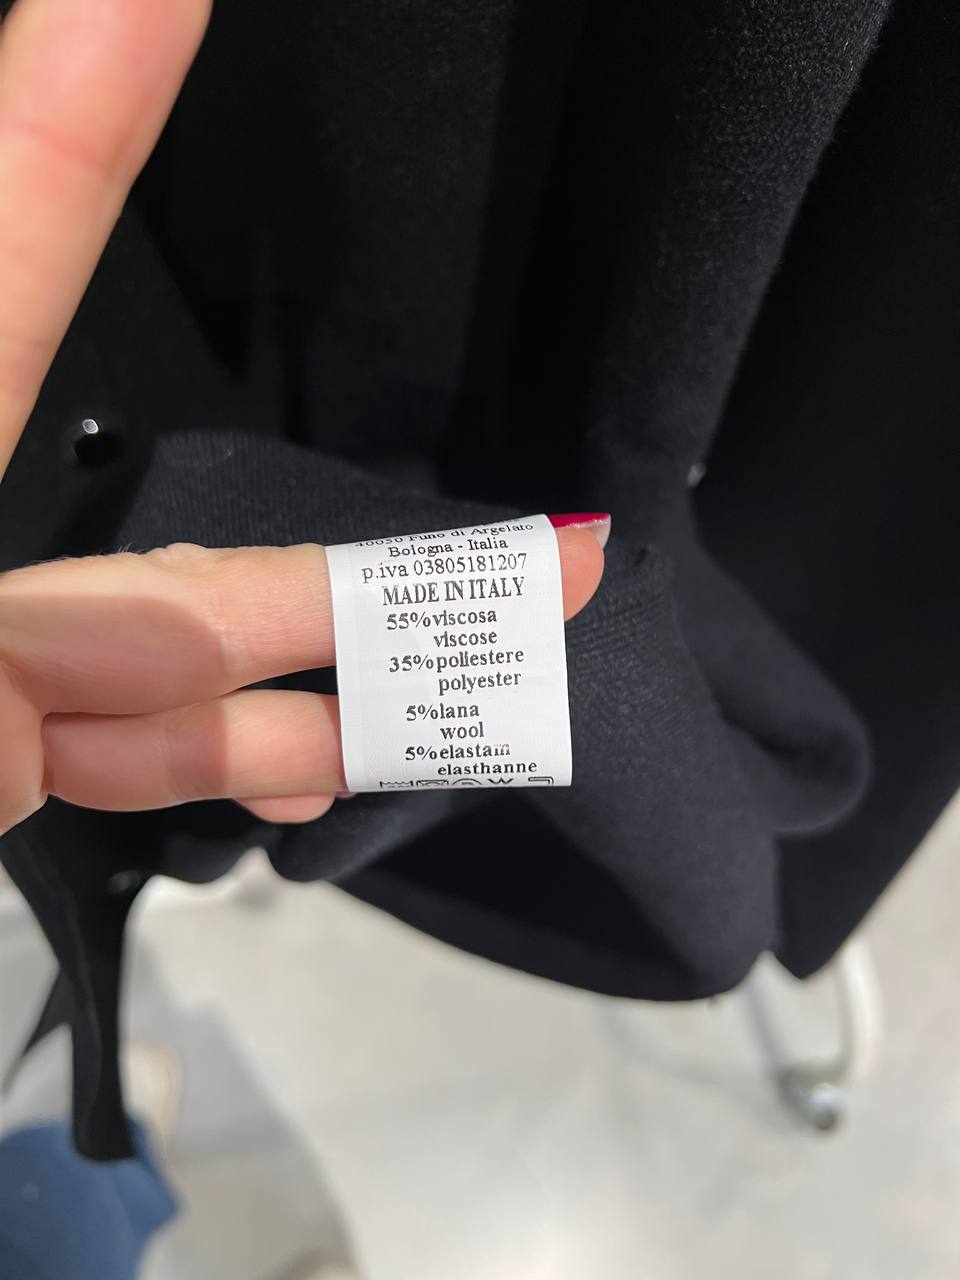 40050 Funo di Argelato
Bologna - Italia
p.iva 03805181207
MADE IN ITALY
55%viscosa
viscose
35%poliestere
polyester
5%lana
wool
5%elastam
elasthanne